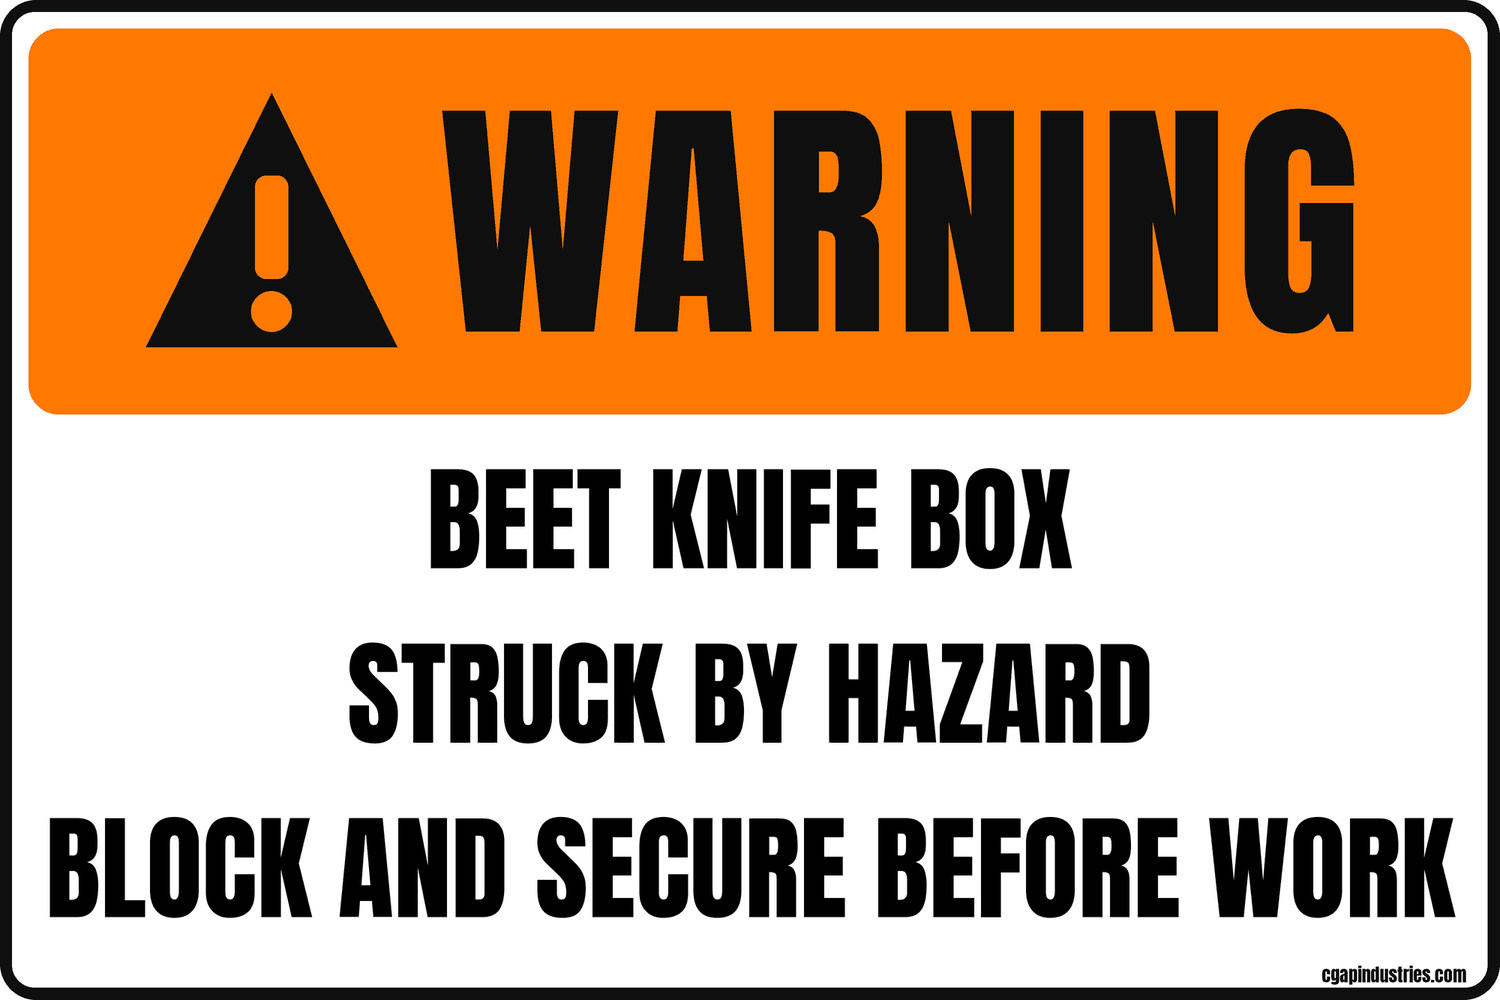 WARNING
BEET KNIFE BOX
STRUCK BY HAZARD
BLOCK AND SECURE BEFORE WORK
cgapindustries.com